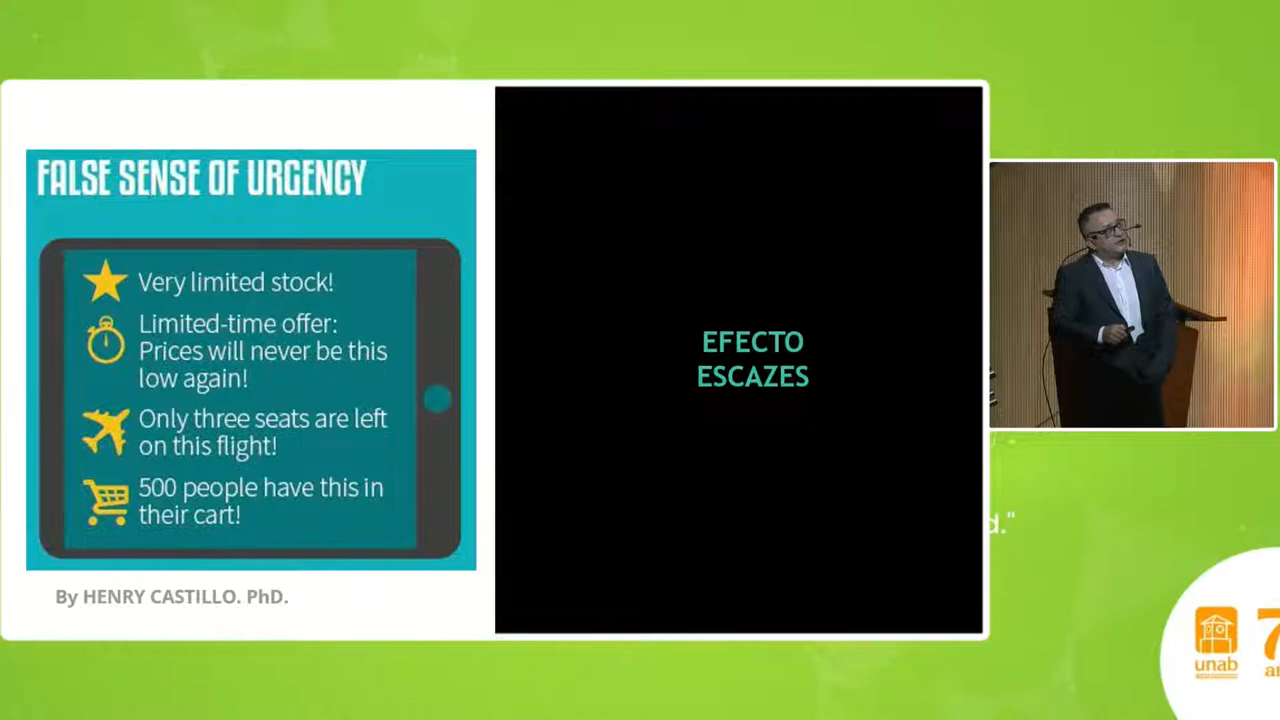 FALSE SENSE OF URGENCY
Very limited stock!
Limited-time offer:
Prices will never be this
low again!
Only three seats are left
on this flight!
500 people have this in
their cart!
By HENRY CASTILLO. PhD.
EFECTO
ESCAZES
d."
unab
7